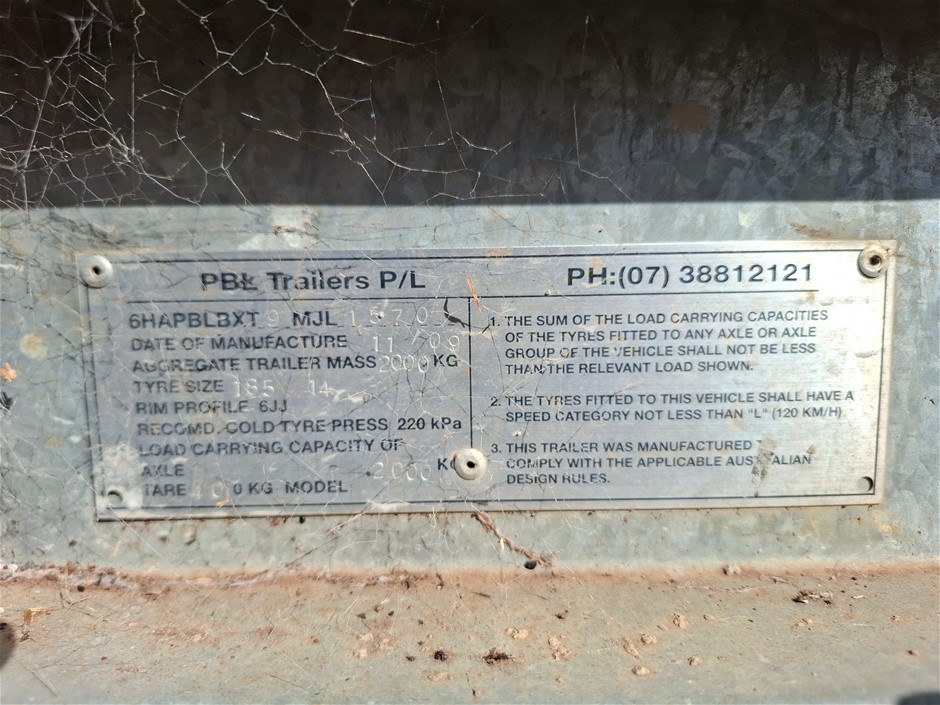 PBL Trailers P/L PH:(07) 38812121
6HAPBLBXT 9 MJL
DATE OF MANUFACTURE 11/09
AGGREGATE TRAILER MASS 2000 KG
TYRE SIZE 185 14
RIM PROFILE 6JJ
RECOMD. COLD TYRE PRESS 220 kPa
LOAD CARRYING CAPACITY OF
AXLE 2000 KG
TARE 0 KG MODEL
1. THE SUM OF THE LOAD CARRYING CAPACITIES
OF THE TYRES FITTED TO ANY AXLE OR AXLE
GROUP OF THE VEHICLE SHALL NOT BE LESS
THAN THE RELEVANT LOAD SHOWN.
2. THE TYRES FITTED TO THIS VEHICLE SHALL HAVE A
SPEED CATEGORY NOT LESS THAN "L" (120 KM/H)
3. THIS TRAILER WAS MANUFACTURED
COMPLY WITH THE APPLICABLE AUSTRALIAN
DESIGN RULES.